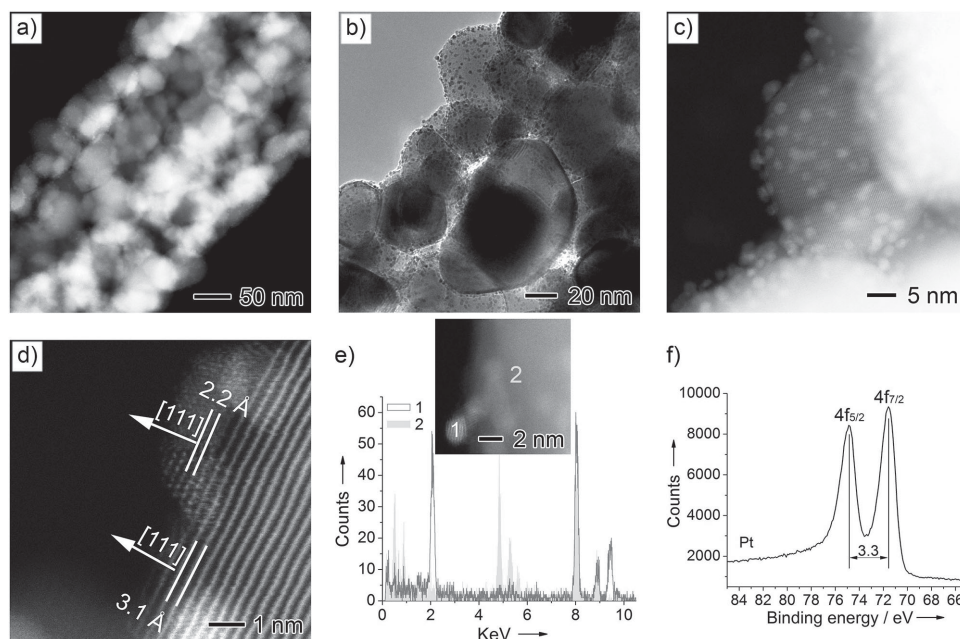 a)
50 nm
b)
20 nm
c)
5 nm
d)
2.2 Å
[111]
[111]
3.1 Å
1 nm
e)
1
2
2
1
2 nm
Counts
60
50
40
30
20
10
0
0 2 4 6 8 10
KeV
f)
4f7/2
4f5/2
10000
8000
6000
4000
2000
Counts
Pt
3.3
84 82 80 78 76 74 72 70 68 66
Binding energy / eV